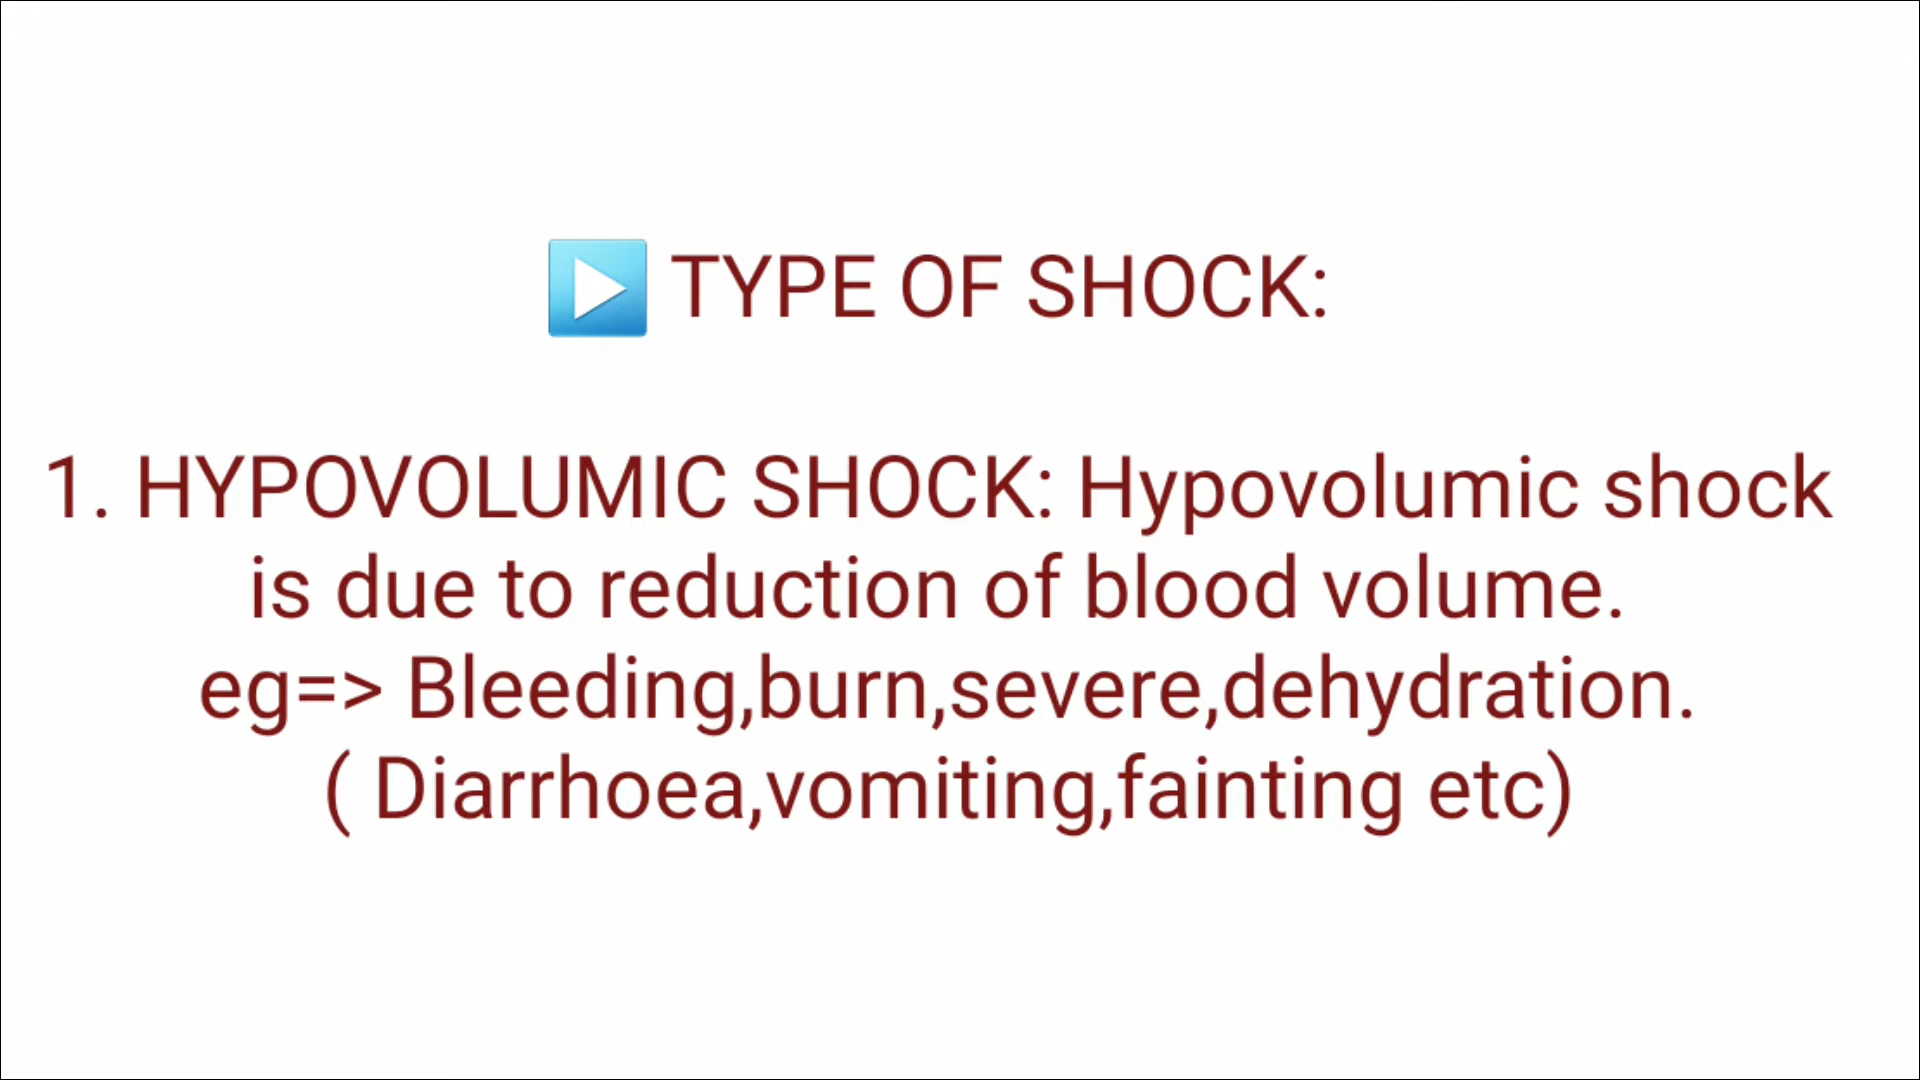 ▶️ TYPE OF SHOCK:
1. HYPOVOLUMIC SHOCK: Hypovolumic shock
is due to reduction of blood volume.
eg=> Bleeding,burn,severe,dehydration.
( Diarrhoea,vomiting,fainting etc)